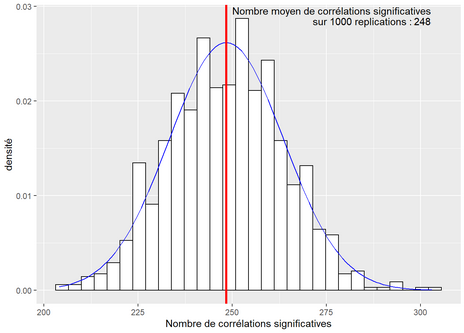 Nombre moyen de corrélations significatives
sur 1000 replications : 248
0.03
0.02
0.01
0.00
densité
200
225
250
275
300
Nombre de corrélations significatives